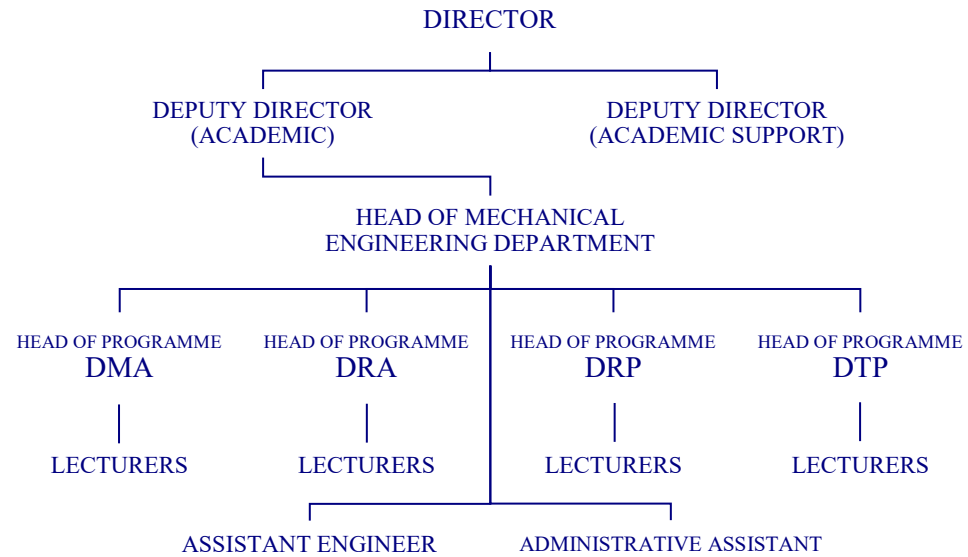 DIRECTOR
DEPUTY DIRECTOR
(ACADEMIC)
DEPUTY DIRECTOR
(ACADEMIC SUPPORT)
HEAD OF MECHANICAL
ENGINEERING DEPARTMENT
HEAD OF PROGRAMME
DMA
HEAD OF PROGRAMME
DRA
HEAD OF PROGRAMME
DRP
HEAD OF PROGRAMME
DTP
LECTURERS
LECTURERS
LECTURERS
LECTURERS
ASSISTANT ENGINEER
ADMINISTRATIVE ASSISTANT